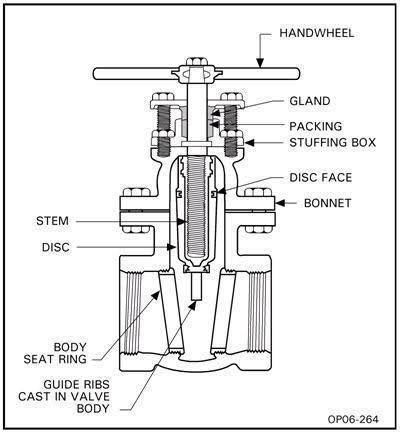 HANDWHEEL
GLAND
PACKING
STUFFING BOX
DISC FACE
BONNET
STEM
DISC
BODY
SEAT RING
GUIDE RIBS
CAST IN VALVE
BODY
OP06-264